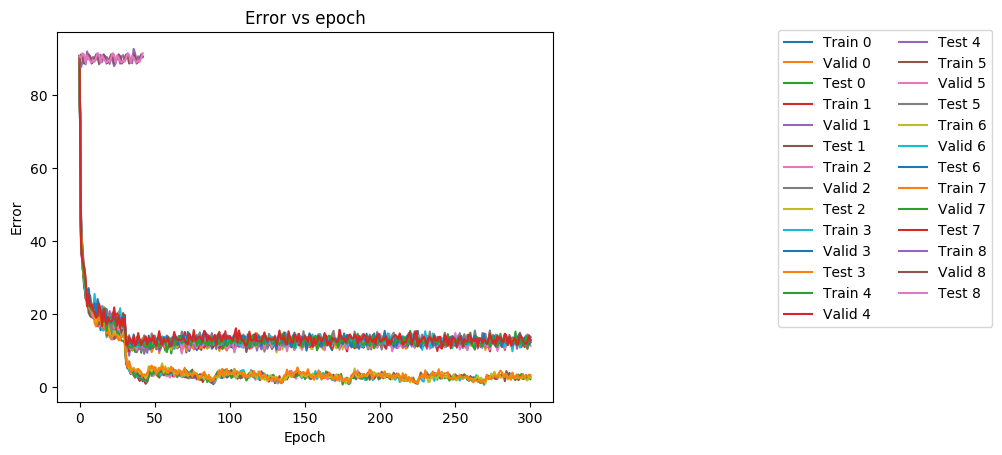 Error vs epoch
Error
80
60
40
20
0
0 50 100 150 200 250 300
Epoch
Train 0
Valid 0
Test 0
Train 1
Valid 1
Test 1
Train 2
Valid 2
Test 2
Train 3
Valid 3
Test 3
Train 4
Valid 4
Test 4
Train 5
Valid 5
Test 5
Train 6
Valid 6
Test 6
Train 7
Valid 7
Test 7
Train 8
Valid 8
Test 8